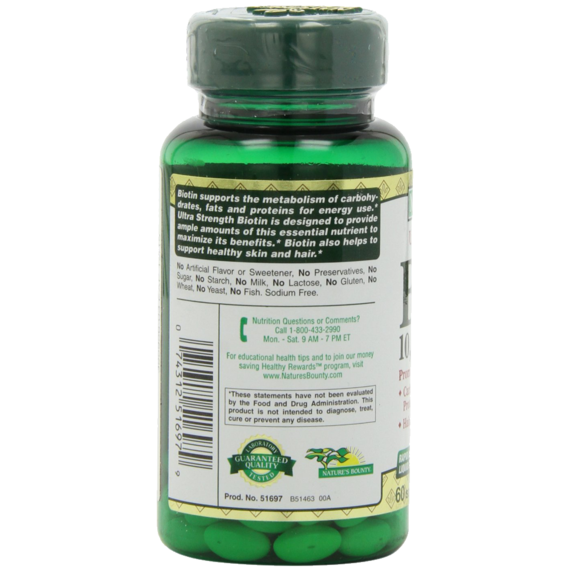 Biotin supports the metabolism of carbohy-
drates, fats and proteins for energy use.*
Ultra Strength Biotin is designed to provide
ample amounts of this essential nutrient to
maximize its benefits.* Biotin also helps to
support healthy skin and hair.*
No Artificial Flavor or Sweetener, No Preservatives, No
Sugar, No Starch, No Milk, No Lactose, No Gluten, No
Wheat, No Yeast, No Fish. Sodium Free.
Nutrition Questions or Comments?
Call 1-800-433-2990
Mon. - Sat. 9 AM - 7 PM ET
For educational health tips and to join our money
saving Healthy Rewards™ program, visit
www.NaturesBounty.com
*These statements have not been evaluated
by the Food and Drug Administration. This
product is not intended to diagnose, treat,
cure or prevent any disease.
LABORATORY
GUARANTEED
QUALITY
TESTED
NATURE'S BOUNTY
Prod. No. 51697 B51463 00A
0 74312 51697 9
10
60